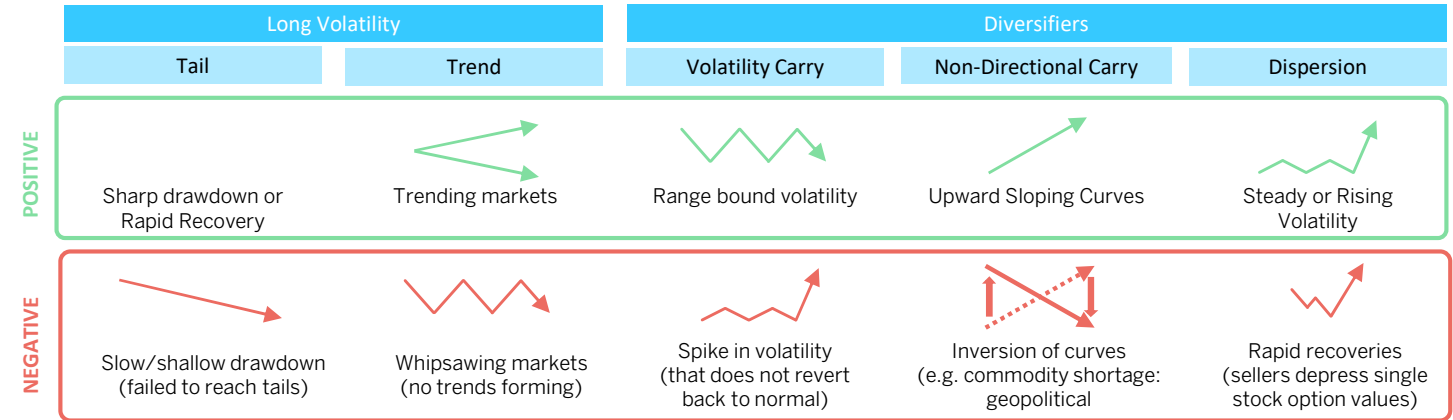 Long Volatility
Diversifiers
Tail
Trend
Volatility Carry
Non-Directional Carry
Dispersion
POSITIVE
Sharp drawdown or
Rapid Recovery
Trending markets
Range bound volatility
Upward Sloping Curves
Steady or Rising
Volatility
NEGATIVE
Slow/shallow drawdown
(failed to reach tails)
Whipsawing markets
(no trends forming)
Spike in volatility
(that does not revert
back to normal)
Inversion of curves
(e.g. commodity shortage:
geopolitical
Rapid recoveries
(sellers depress single
stock option values)